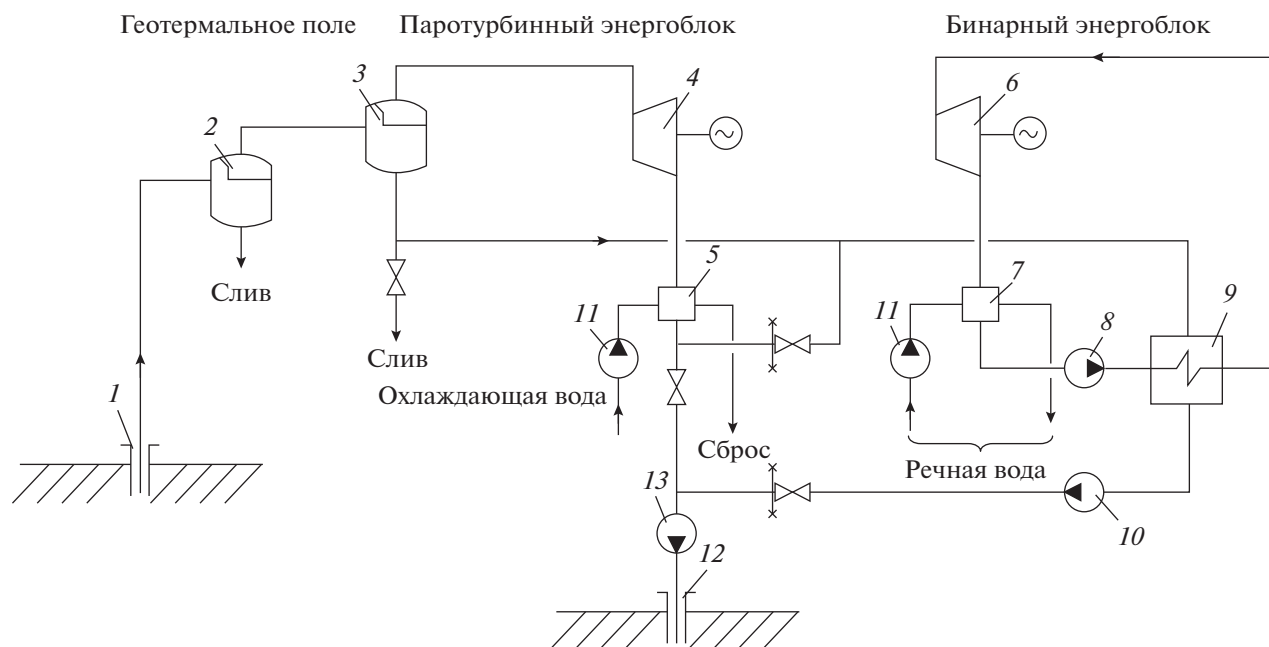 Геотермальное поле
Паротурбинный энергоблок
Бинарный энергоблок
3
4
6
2
5
7
Слив
11
11
8
9
Слив
Охлаждающая вода
1
Сброс
Речная вода
13
10
12